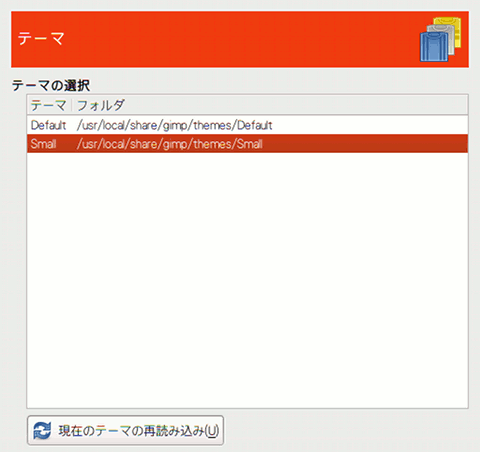 テーマ
テーマの選択
テーマ フォルダ
Default /usr/local/share/gimp/themes/Default
Small /usr/local/share/gimp/themes/Small
現在のテーマの再読み込み(U)